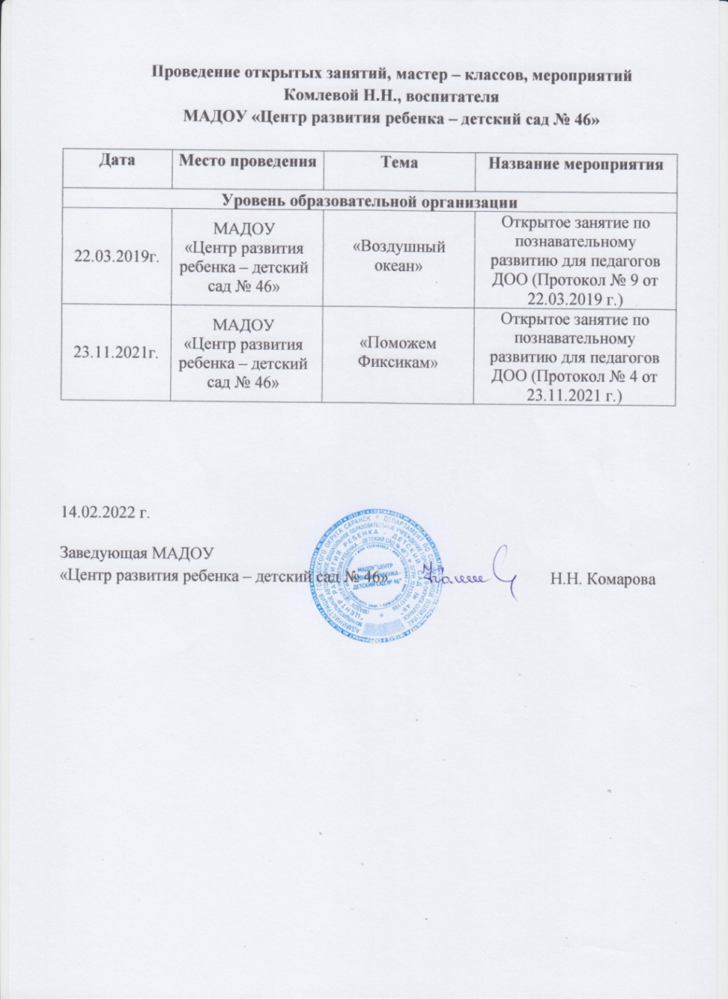 Проведение открытых занятий, мастер – классов, мероприятий
Комлевой Н.Н., воспитателя
МАДОУ «Центр развития ребенка – детский сад № 46»
Дата Место проведения Тема Название мероприятия
Уровень образовательной организации
22.03.2019г.
МАДОУ
«Центр развития
ребенка – детский
сад № 46»
«Воздушный
океан»
Открытое занятие по
познавательному
развитию для педагогов
ДОО (Протокол № 9 от
22.03.2019 г.)
23.11.2021г.
МАДОУ
«Центр развития
ребенка – детский
сад № 46»
«Поможем
Фиксикам»
Открытое занятие по
познавательному
развитию для педагогов
ДОО (Протокол № 4 от
23.11.2021 г.)
14.02.2022 г.
Заведующая МАДОУ
«Центр развития ребенка – детский сад № 46» Н.Н. Комарова
МАДОУ "ЦЕНТР
РЕБЕНКА-
ДЕТСКИЙ САД № 46"